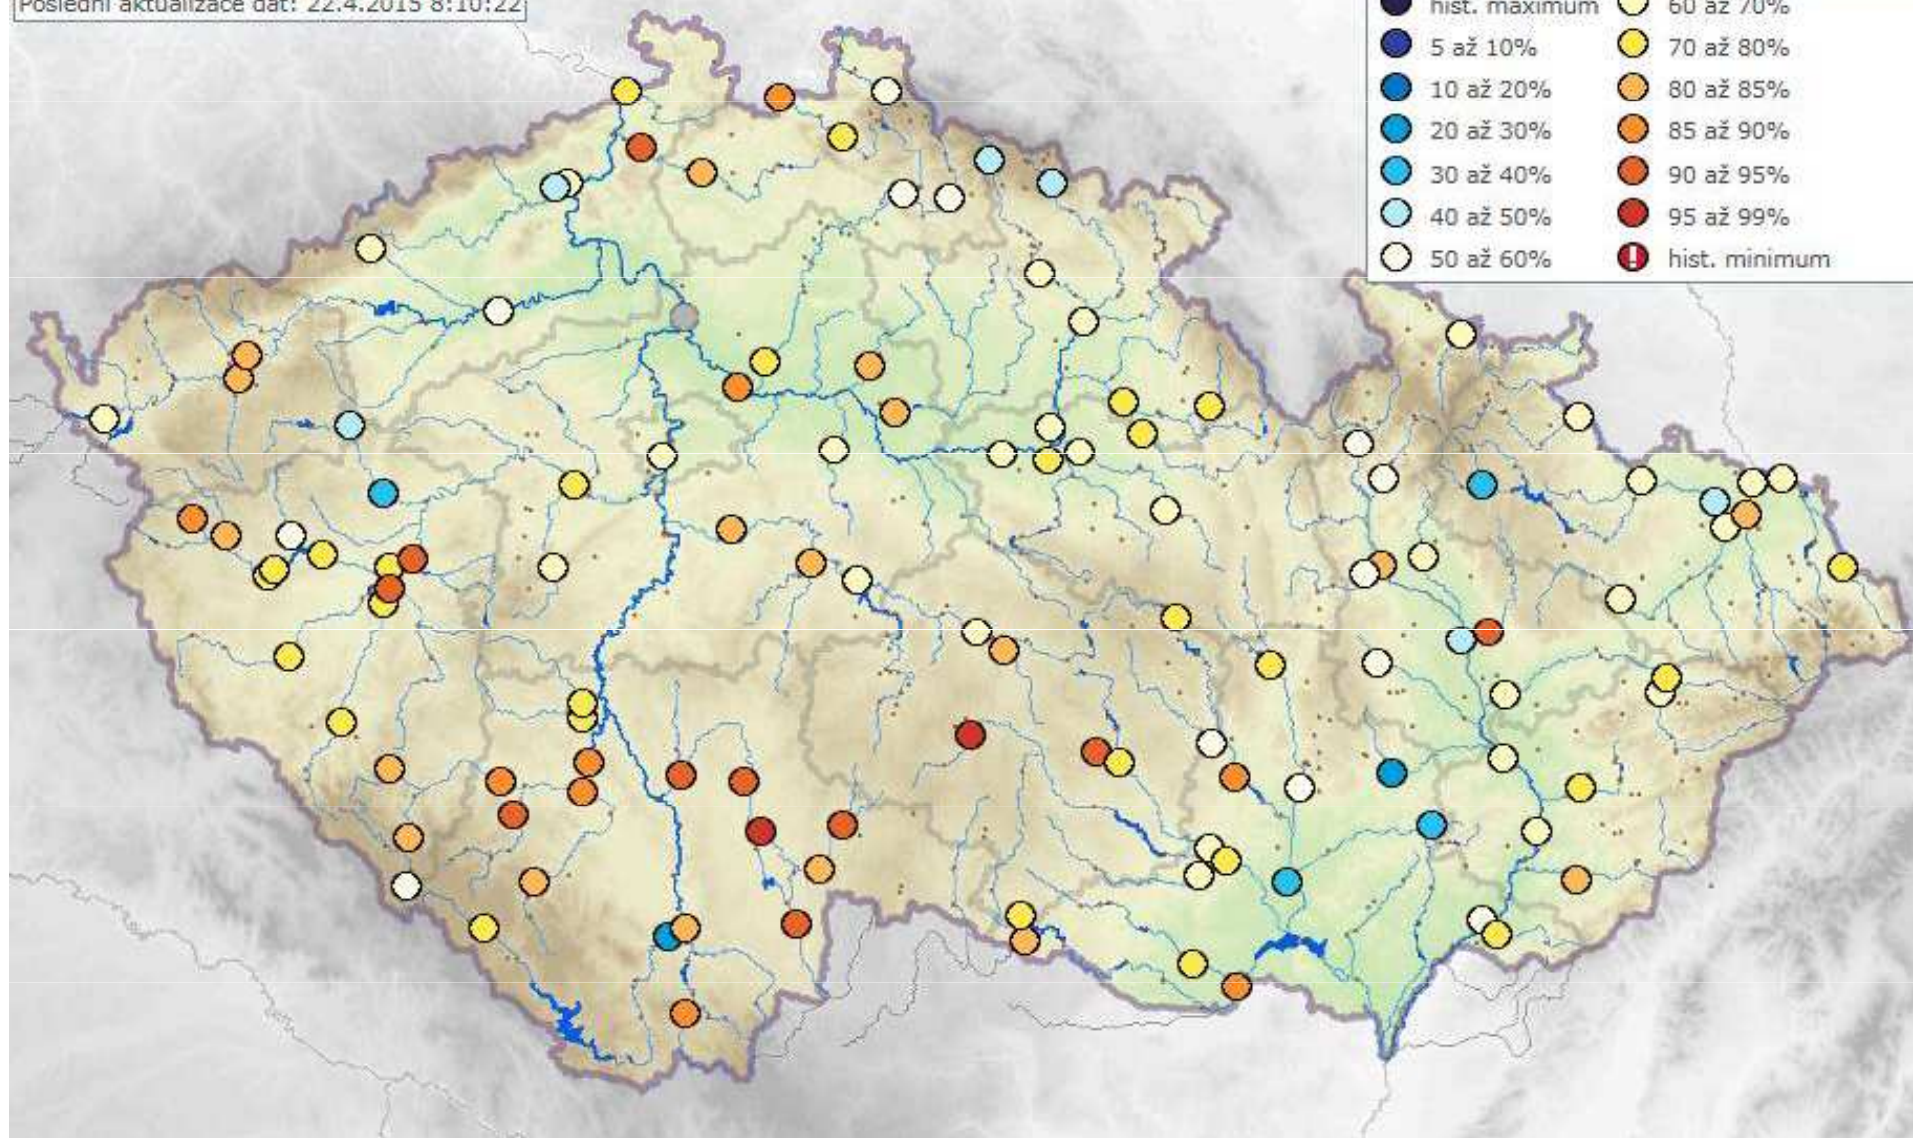 Poslední aktualizace dat: 22.4.2015 8:10:22
hist. maximum
60 až 70%
5 až 10%
70 až 80%
10 až 20%
80 až 85%
20 až 30%
85 až 90%
30 až 40%
90 až 95%
40 až 50%
95 až 99%
50 až 60%
hist. minimum